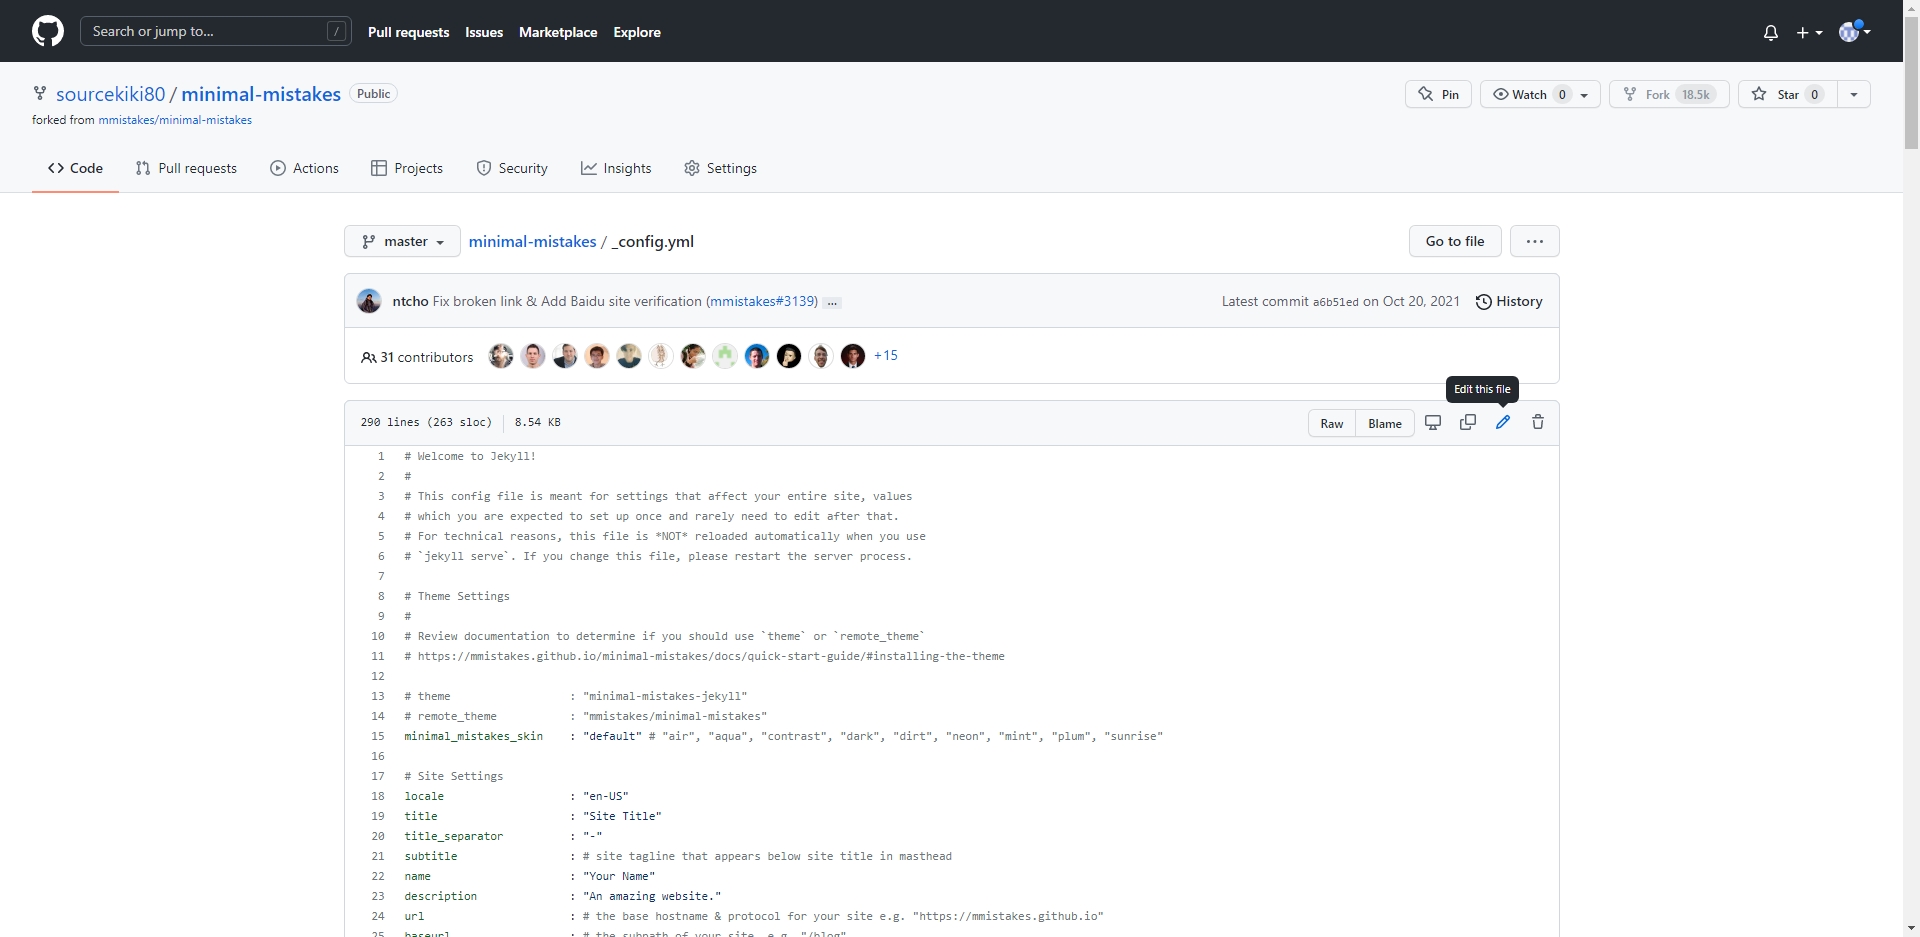 Search or jump to... /
Pull requests Issues Marketplace Explore
sourcekiki80 / minimal-mistakes Public
Pin Watch 0 Fork 18.5k Star 0
forked from mmistakes/minimal-mistakes
Code Pull requests Actions Projects Security Insights Settings
master minimal-mistakes / _config.yml Go to file ...
ntcho Fix broken link & Add Baidu site verification (mmistakes#3139) ... Latest commit a6b51ed on Oct 20, 2021 History
31 contributors +15
Edit this file
290 lines (263 sloc) 8.54 KB Raw Blame
1 # Welcome to Jekyll!
2 #
3 # This config file is meant for settings that affect your entire site, values
4 # which you are expected to set up once and rarely need to edit after that.
5 # For technical reasons, this file is *NOT* reloaded automatically when you use
6 # `jekyll serve`. If you change this file, please restart the server process.
7
8 # Theme Settings
9 #
10 # Review documentation to determine if you should use `theme` or `remote_theme`
11 # https://mmistakes.github.io/minimal-mistakes/docs/quick-start-guide/#installing-the-theme
12
13 # theme : "minimal-mistakes-jekyll"
14 # remote_theme : "mmistakes/minimal-mistakes"
15 minimal_mistakes_skin : "default" # "air", "aqua", "contrast", "dark", "dirt", "neon", "mint", "plum", "sunrise"
16
17 # Site Settings
18 locale : "en-US"
19 title : "Site Title"
20 title_separator : "-"
21 subtitle : # site tagline that appears below site title in masthead
22 name : "Your Name"
23 description : "An amazing website."
24 url : # the base hostname & protocol for your site e.g. "https://mmistakes.github.io"
25 baseurl : # the subpath of your site, e.g. "/blog"